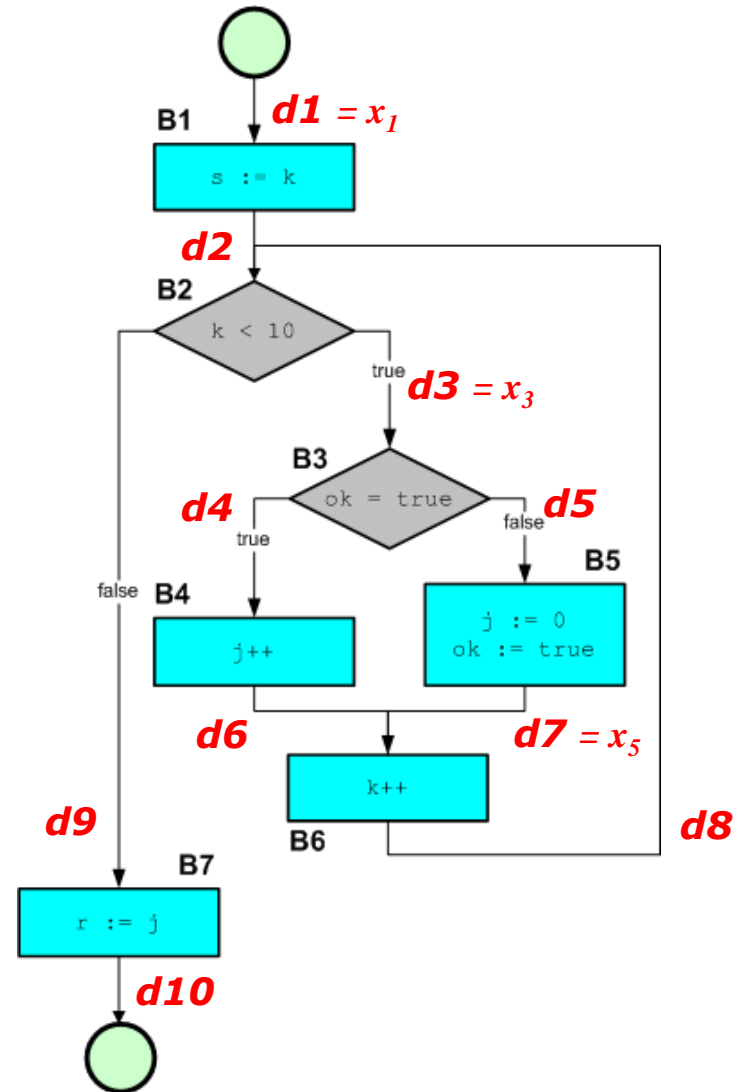 d1 = x₁
B1
s := k
d2
B2
k < 10
true
d3 = x₃
B3
d4
ok = true
d5
true
false
B5
false
B4
j++
j := 0
ok := true
d6
d7 = x₅
k++
d9
B6
d8
B7
r := j
d10